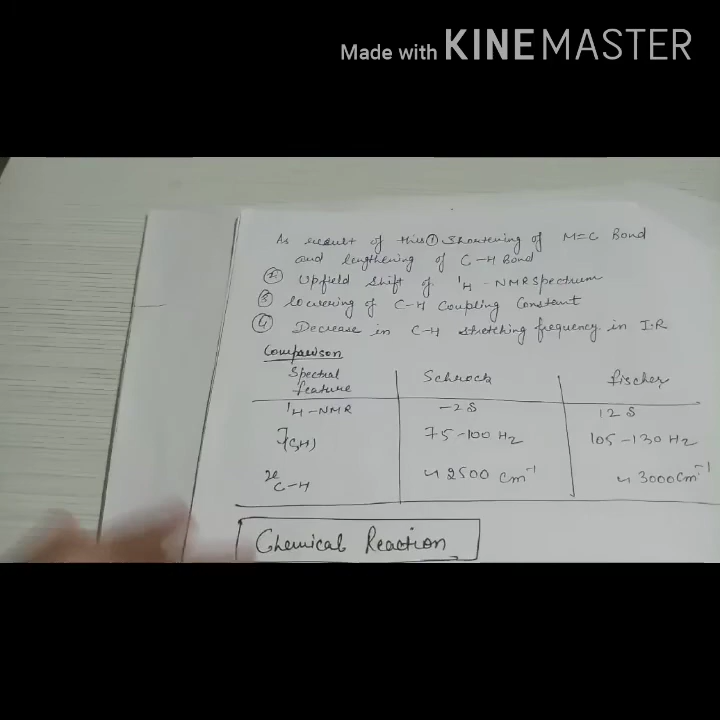 Made with KINEMASTER
As result of this ① Shortening of M=C Bond
and lengthening of C-H Bond
② Upfield Shift of ¹H-NMR Spectrum
③ lowering of C-H Coupling Constant
④ Decrease in C-H stretching frequency in I.R
Comparison
Spectral feature | Schrock | fischer
¹H-NMR | -2 δ | 12 δ
J(CH) | 75-100 Hz | 105-130 Hz
ν C-H | ~ 2500 cm⁻¹ | ~ 3000 cm⁻¹
Chemical Reaction